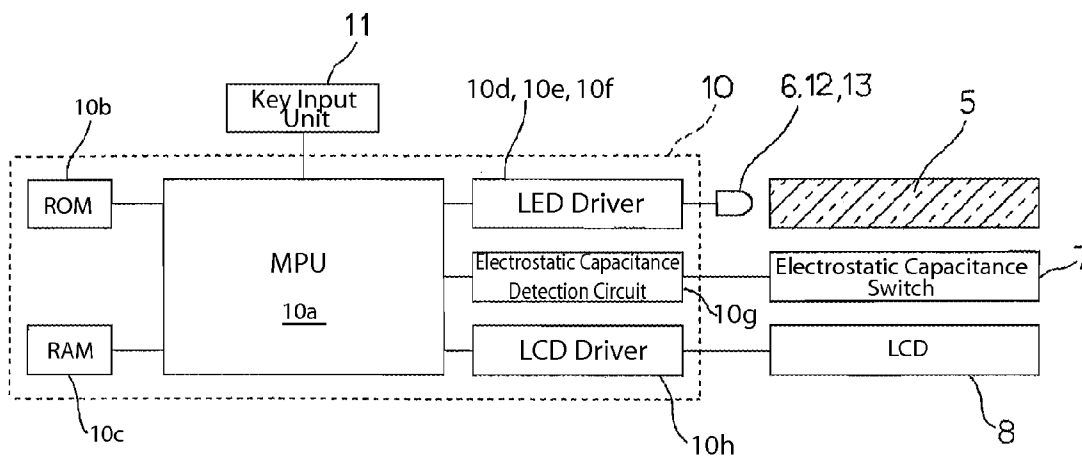 11
Key Input
Unit
10b
10d, 10e, 10f
10
6,12,13
5
ROM
LED Driver
MPU
10a
Electrostatic Capacitance
Detection Circuit
Electrostatic Capacitance
Switch
7
10g
RAM
LCD Driver
LCD
10c
10h
8